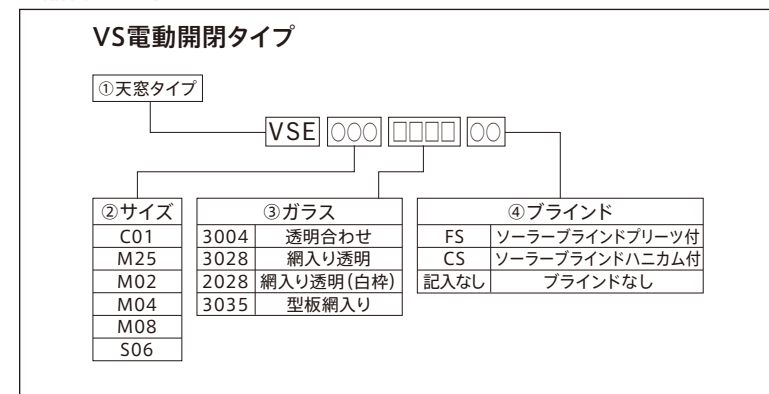 VS電動開閉タイプ
①天窓タイプ
VSE ○○○ □□□□ ○○
②サイズ
C01
M25
M02
M04
M08
S06
③ガラス
3004 透明合わせ
3028 網入り透明
2028 網入り透明(白枠)
3035 型板網入り
④ブラインド
FS ソーラーブラインドプリーツ付
CS ソーラーブラインドハニカム付
記入なし ブラインドなし